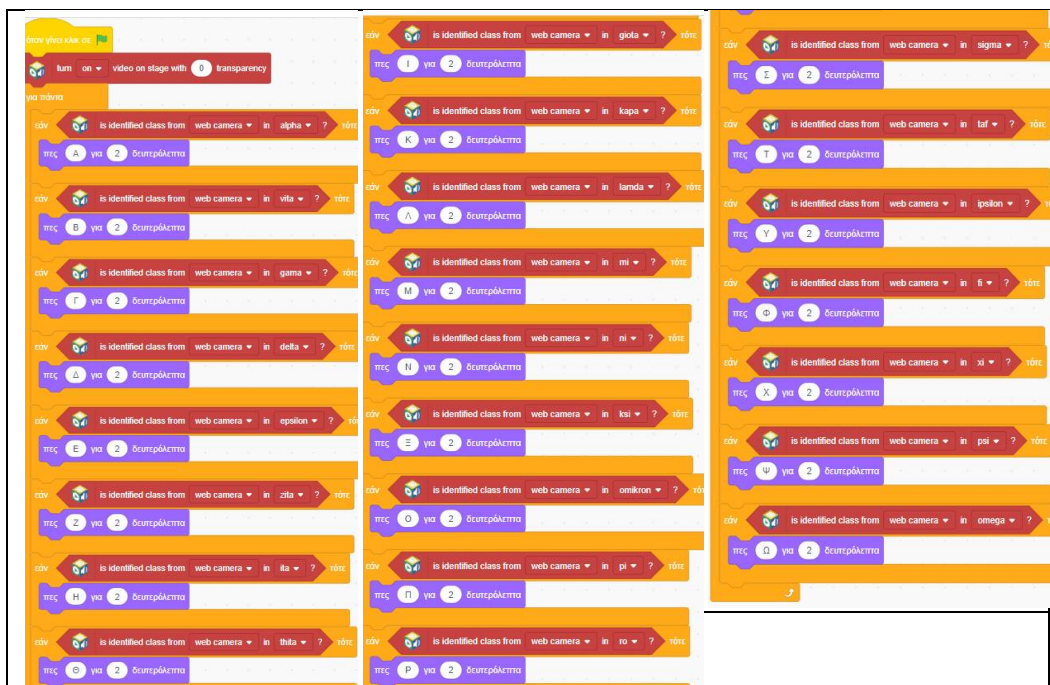 όταν γίνει κλικ σε
turn on video on stage with 0 transparency
για πάντα
εάν is identified class from web camera in alpha ? τότε
πες Α για 2 δευτερόλεπτα
εάν is identified class from web camera in vita ? τότε
πες Β για 2 δευτερόλεπτα
εάν is identified class from web camera in gama ? τότε
πες Γ για 2 δευτερόλεπτα
εάν is identified class from web camera in delta ? τότε
πες Δ για 2 δευτερόλεπτα
εάν is identified class from web camera in epsilon ? τό
πες Ε για 2 δευτερόλεπτα
εάν is identified class from web camera in zita ? τότε
πες Ζ για 2 δευτερόλεπτα
εάν is identified class from web camera in ita ? τότε
πες Η για 2 δευτερόλεπτα
εάν is identified class from web camera in thita ? τότε
πες Θ για 2 δευτερόλεπτα
εάν is identified class from web camera in giota ? τότε
πες Ι για 2 δευτερόλεπτα
εάν is identified class from web camera in kapa ? τότε
πες Κ για 2 δευτερόλεπτα
εάν is identified class from web camera in lamda ? τότε
πες Λ για 2 δευτερόλεπτα
εάν is identified class from web camera in mi ? τότε
πες Μ για 2 δευτερόλεπτα
εάν is identified class from web camera in ni ? τότε
πες Ν για 2 δευτερόλεπτα
εάν is identified class from web camera in ksi ? τότε
πες Ξ για 2 δευτερόλεπτα
εάν is identified class from web camera in omikron ? τό
πες Ο για 2 δευτερόλεπτα
εάν is identified class from web camera in pi ? τότε
πες Π για 2 δευτερόλεπτα
εάν is identified class from web camera in ro ? τότε
πες Ρ για 2 δευτερόλεπτα
εάν is identified class from web camera in sigma ? τ
πες Σ για 2 δευτερόλεπτα
εάν is identified class from web camera in taf ? τότε
πες Τ για 2 δευτερόλεπτα
εάν is identified class from web camera in ipsilon ? τ
πες Υ για 2 δευτερόλεπτα
εάν is identified class from web camera in fi ? τότε
πες Φ για 2 δευτερόλεπτα
εάν is identified class from web camera in xi ? τότε
πες Χ για 2 δευτερόλεπτα
εάν is identified class from web camera in psi ? τότε
πες Ψ για 2 δευτερόλεπτα
εάν is identified class from web camera in omega ? τ
πες Ω για 2 δευτερόλεπτα